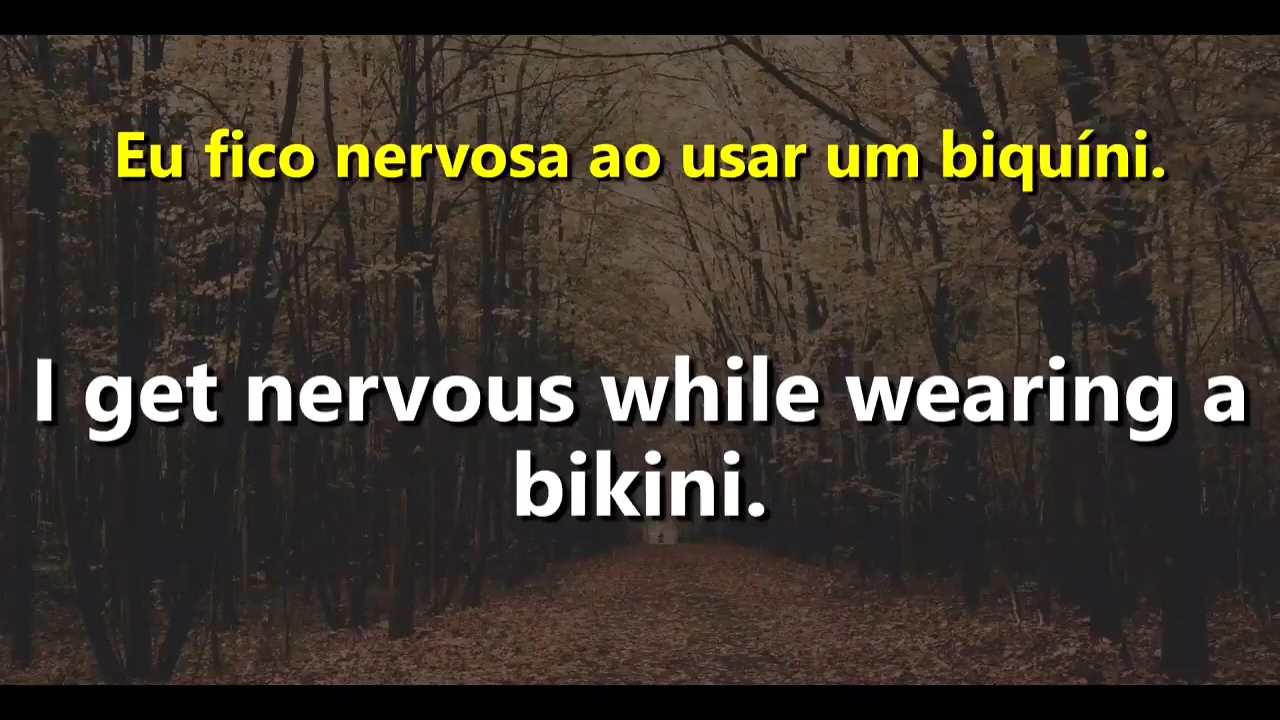 Eu fico nervosa ao usar um biquíni.
I get nervous while wearing a
bikini.